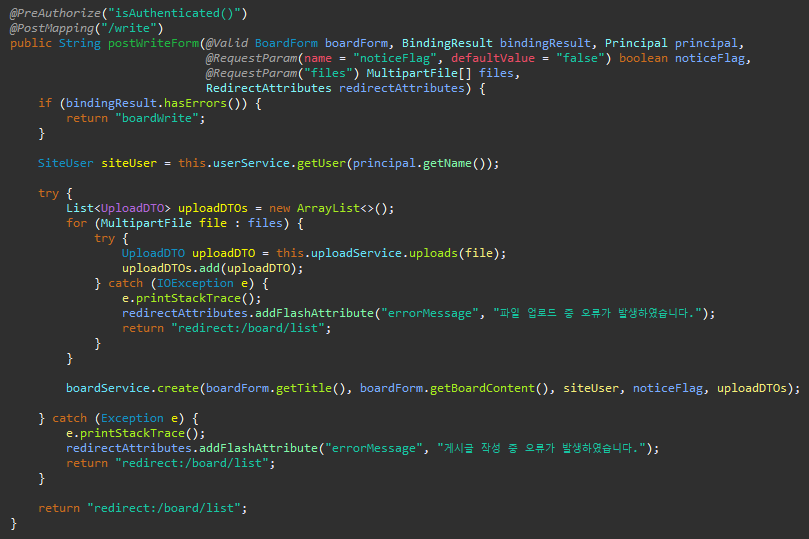 @PreAuthorize("isAuthenticated()")
@PostMapping("/write")
public String postWriteForm(@Valid BoardForm boardForm, BindingResult bindingResult, Principal principal,
                            @RequestParam(name = "noticeFlag", defaultValue = "false") boolean noticeFlag,
                            @RequestParam("files") MultipartFile[] files,
                            RedirectAttributes redirectAttributes) {
    if (bindingResult.hasErrors()) {
        return "boardWrite";
    }

    SiteUser siteUser = this.userService.getUser(principal.getName());

    try {
        List<UploadDTO> uploadDTOs = new ArrayList<>();
        for (MultipartFile file : files) {
            try {
                UploadDTO uploadDTO = this.uploadService.uploads(file);
                uploadDTOs.add(uploadDTO);
            } catch (IOException e) {
                e.printStackTrace();
                redirectAttributes.addFlashAttribute("errorMessage", "파일 업로드 중 오류가 발생하였습니다.");
                return "redirect:/board/list";
            }
        }

        boardService.create(boardForm.getTitle(), boardForm.getBoardContent(), siteUser, noticeFlag, uploadDTOs);

    } catch (Exception e) {
        e.printStackTrace();
        redirectAttributes.addFlashAttribute("errorMessage", "게시글 작성 중 오류가 발생하였습니다.");
        return "redirect:/board/list";
    }

    return "redirect:/board/list";
}